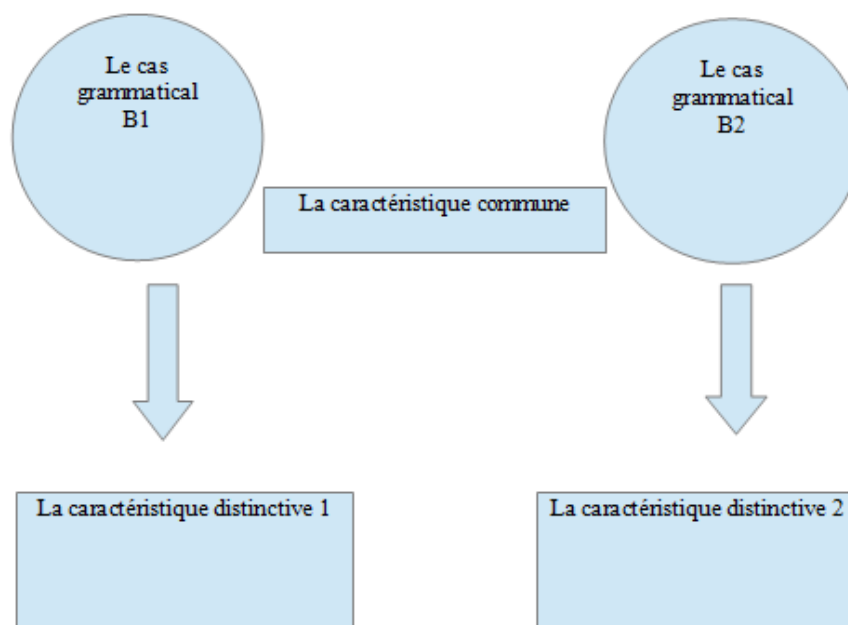 Le cas
grammatical
B1
Le cas
grammatical
B2
La caractéristique commune
La caractéristique distinctive 1
La caractéristique distinctive 2